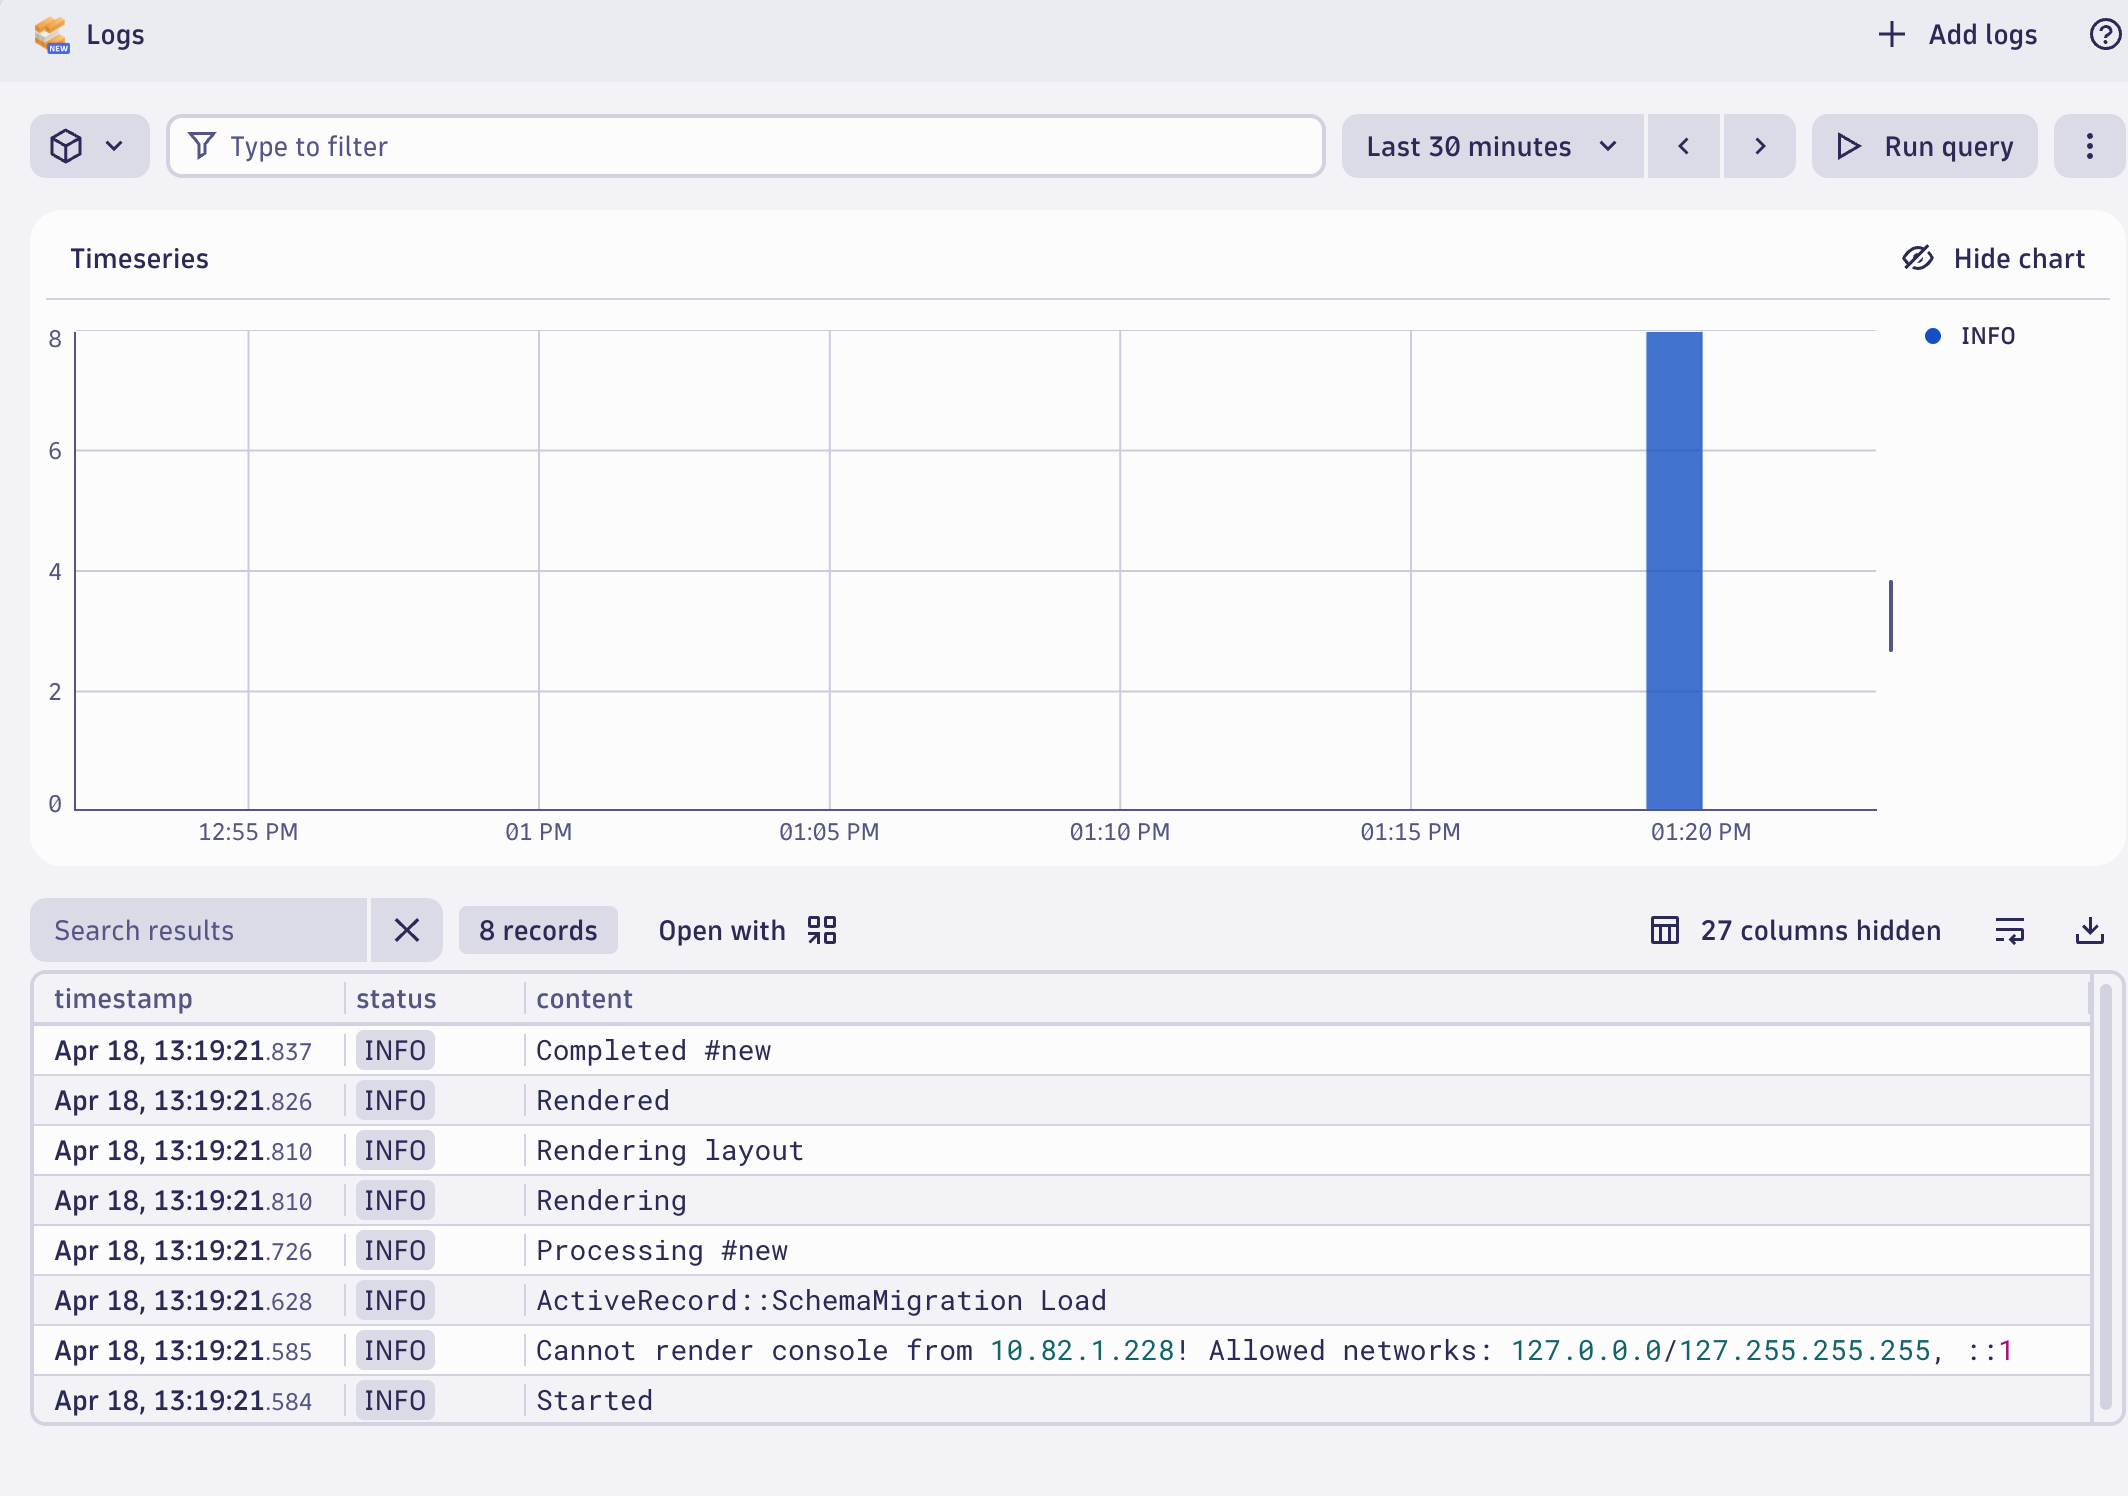 NEW
Logs
Add logs
Type to filter
Last 30 minutes
Run query
Timeseries
Hide chart
8
6
4
2
0
12:55 PM
01 PM
01:05 PM
01:10 PM
01:15 PM
01:20 PM
INFO
Search results
8 records
Open with
27 columns hidden
timestamp status content
Apr 18, 13:19:21.837 INFO Completed #new
Apr 18, 13:19:21.826 INFO Rendered
Apr 18, 13:19:21.810 INFO Rendering layout
Apr 18, 13:19:21.810 INFO Rendering
Apr 18, 13:19:21.726 INFO Processing #new
Apr 18, 13:19:21.628 INFO ActiveRecord::SchemaMigration Load
Apr 18, 13:19:21.585 INFO Cannot render console from 10.82.1.228! Allowed networks: 127.0.0.0/127.255.255.255, ::1
Apr 18, 13:19:21.584 INFO Started